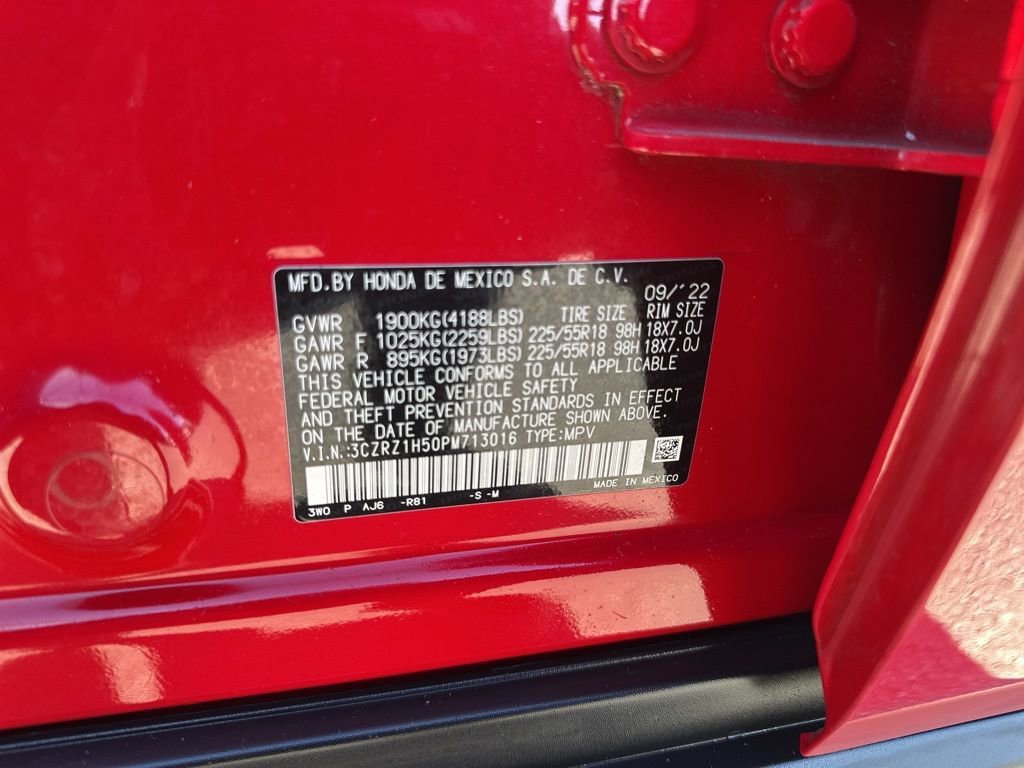 MFD.BY HONDA DE MEXICO S.A. DE C.V.
09/'22
GVWR 1900KG(4188LBS) TIRE SIZE RIM SIZE
GAWR F 1025KG(2259LBS) 225/55R18 98H 18X7.0J
GAWR R 895KG(1973LBS) 225/55R18 98H 18X7.0J
THIS VEHICLE CONFORMS TO ALL APPLICABLE
FEDERAL MOTOR VEHICLE SAFETY
AND THEFT PREVENTION STANDARDS IN EFFECT
ON THE DATE OF MANUFACTURE SHOWN ABOVE.
V.I.N.:3CZRZ1H50PM713016 TYPE:MPV
MADE IN MEXICO
3WO P AJ6 -R81 -S -M